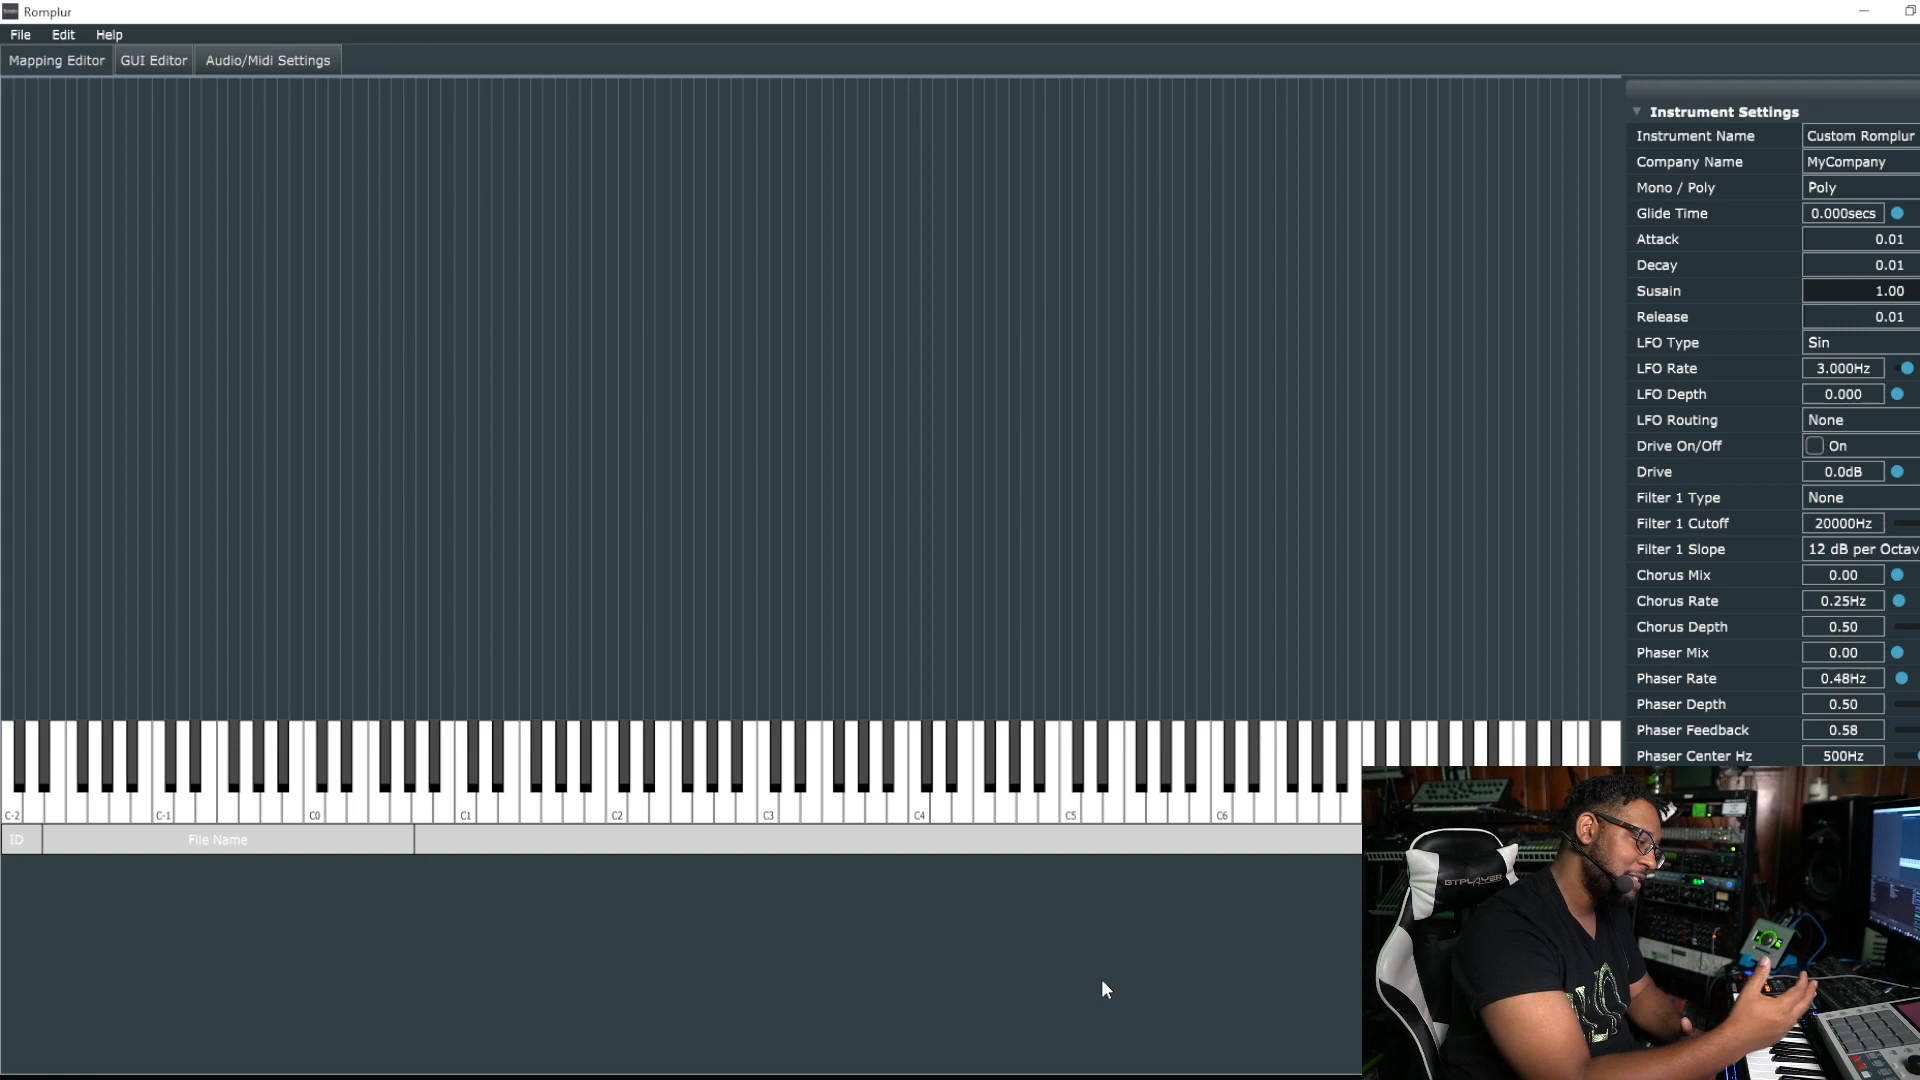 Romplur
File Edit Help
Mapping Editor GUI Editor Audio/Midi Settings
Instrument Settings
Instrument Name Custom Romplur
Company Name MyCompany
Mono / Poly Poly
Glide Time 0.000secs
Attack 0.01
Decay 0.01
Susain 1.00
Release 0.01
LFO Type Sin
LFO Rate 3.000Hz
LFO Depth 0.000
LFO Routing None
Drive On/Off On
Drive 0.0dB
Filter 1 Type None
Filter 1 Cutoff 20000Hz
Filter 1 Slope 12 dB per Octav
Chorus Mix 0.00
Chorus Rate 0.25Hz
Chorus Depth 0.50
Phaser Mix 0.00
Phaser Rate 0.48Hz
Phaser Depth 0.50
Phaser Feedback 0.58
Phaser Center Hz 500Hz
C-2 C-1 C0 C1 C2 C3 C4 C5 C6
ID File Name
GTPLAYER